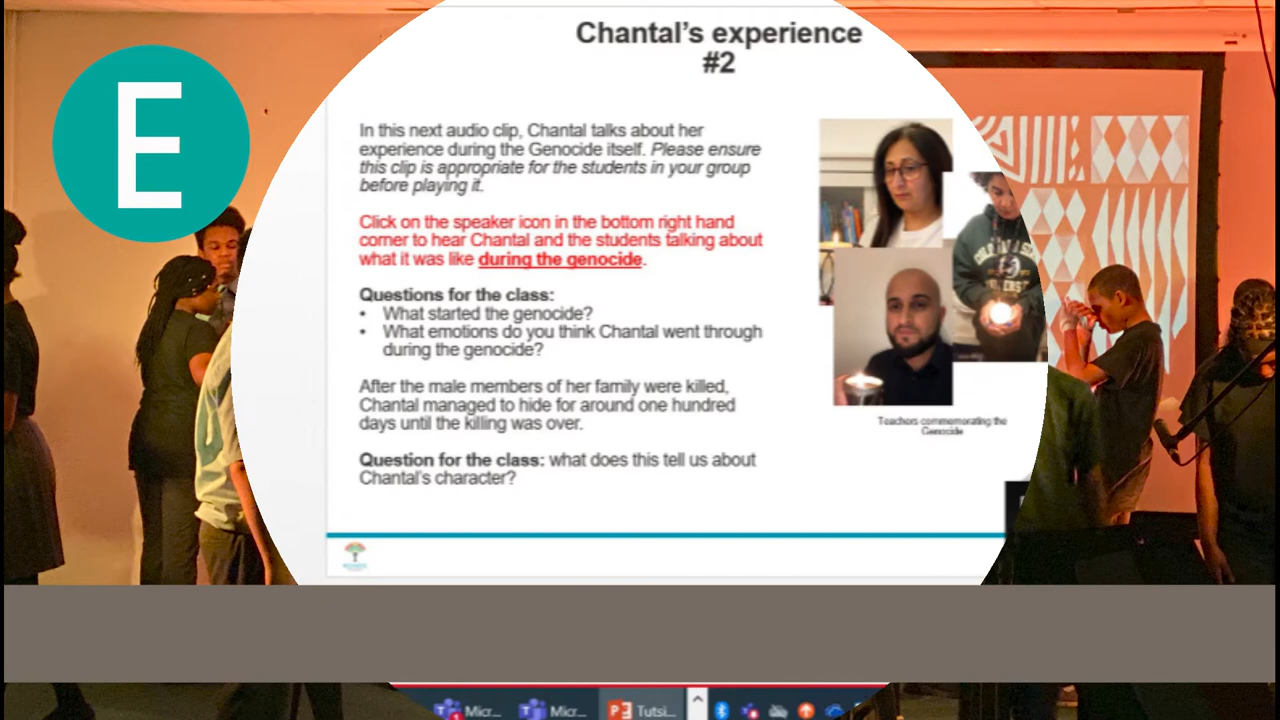 E
Chantal's experience
#2
In this next audio clip, Chantal talks about her
experience during the Genocide itself. Please ensure
this clip is appropriate for the students in your group
before playing it.
Click on the speaker icon in the bottom right hand
corner to hear Chantal and the students talking about
what it was like during the genocide.
Questions for the class:
• What started the genocide?
• What emotions do you think Chantal went through
during the genocide?
After the male members of her family were killed,
Chantal managed to hide for around one hundred
days until the killing was over.
Question for the class: what does this tell us about
Chantal's character?
Teachers commemorating the
Genocide
Micr...
Micr...
Tutsi...